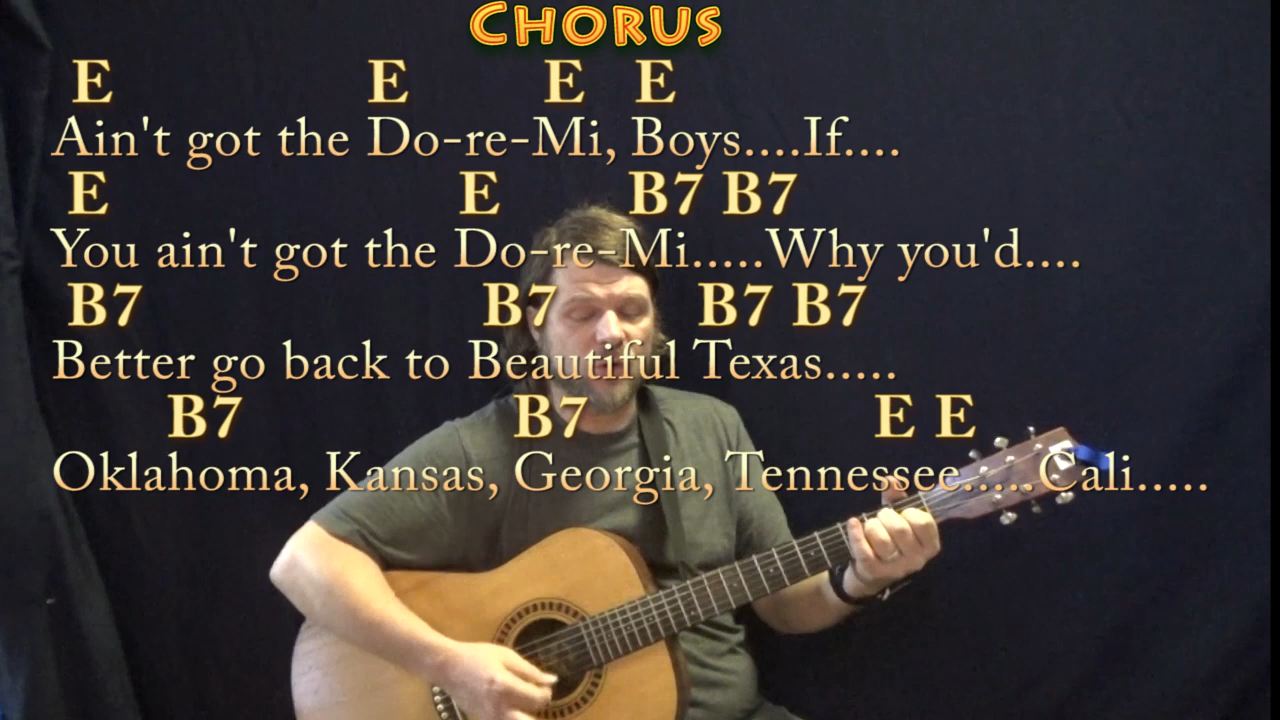 CHORUS
E E E E
Ain't got the Do-re-Mi, Boys....If....
E E B7 B7
You ain't got the Do-re-Mi.....Why you'd....
B7 B7 B7 B7
Better go back to Beautiful Texas.....
B7 B7 E E
Oklahoma, Kansas, Georgia, Tennessee.....Cali.....